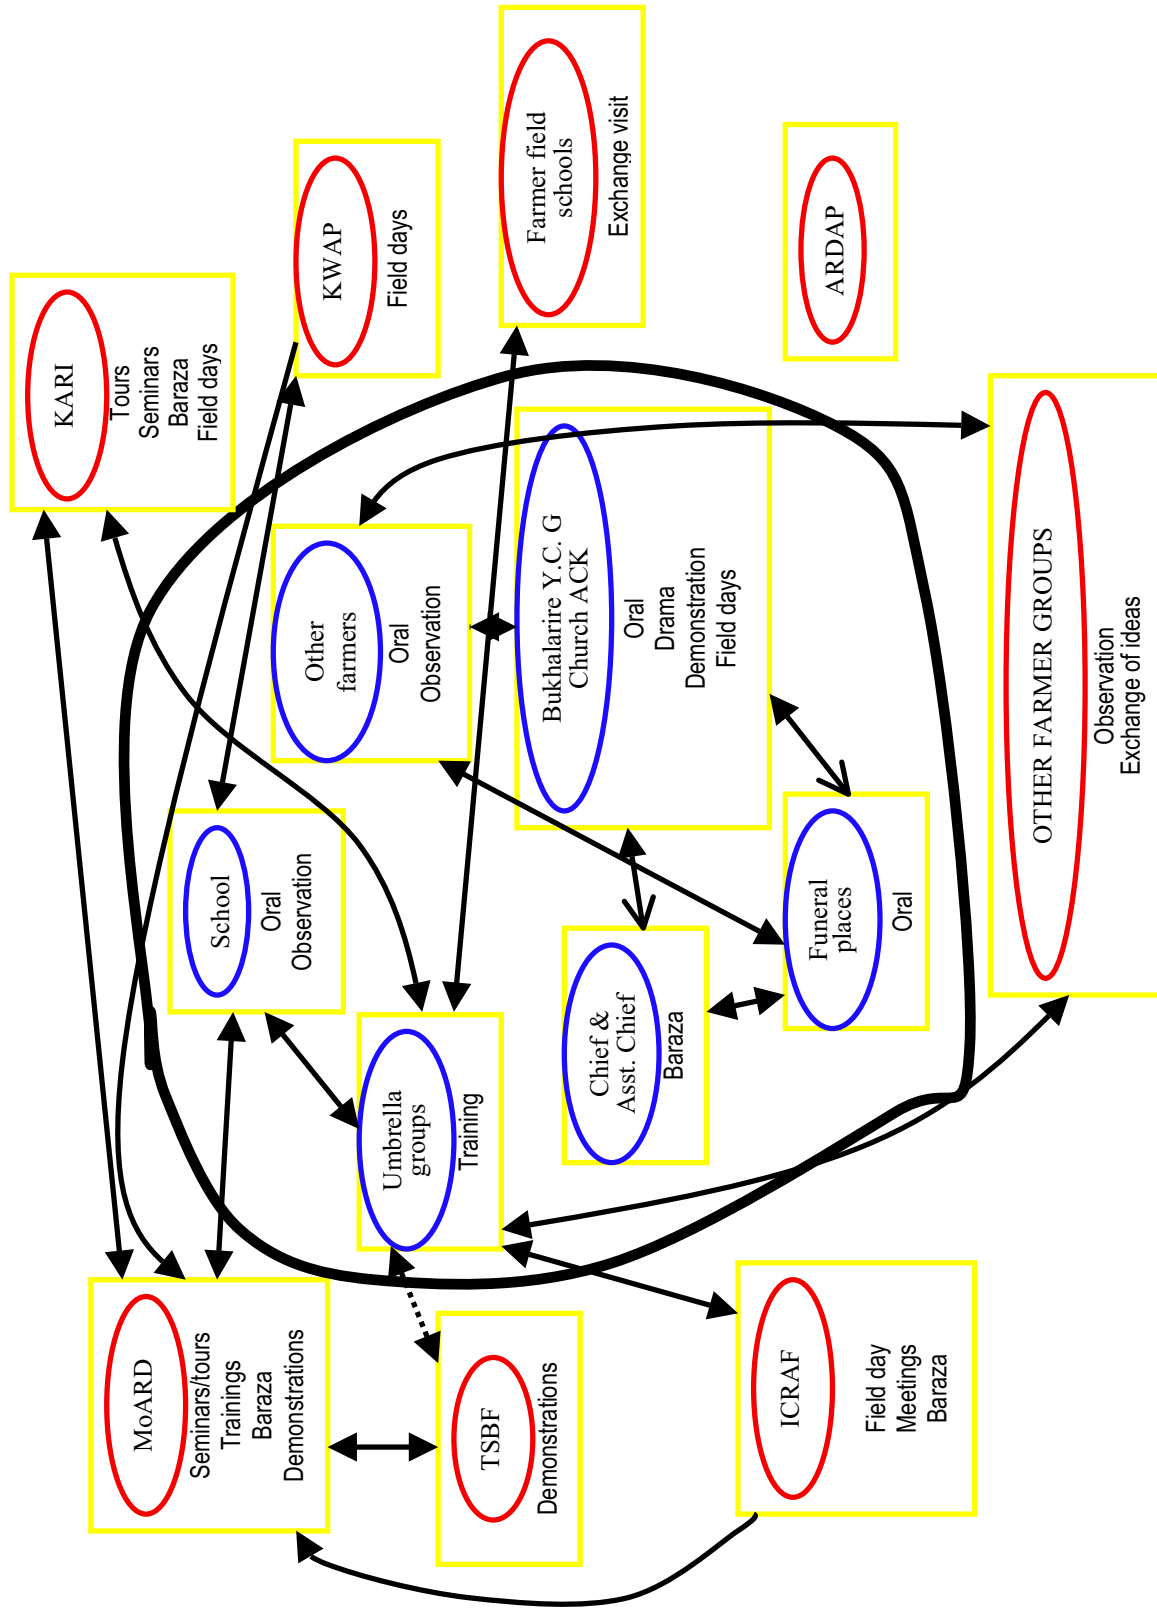 KARI
Tours
Seminars
Baraza
Field days
MoARD
Seminars/tours
Trainings
Baraza
Demonstrations
School
Oral
Observation
Other
farmers
Oral
Observation
KWAP
Field days
Umbrella
groups
Training
TSBF
Demonstrations
Farmer field
schools
Exchange visit
Bukhalarire Y.C. G
Church ACK
Oral
Drama
Demonstration
Field days
Chief &
Asst. Chief
Baraza
ICRAF
Field day
Meetings
Baraza
Funeral
places
Oral
ARDAP
OTHER FARMER GROUPS
Observation
Exchange of ideas